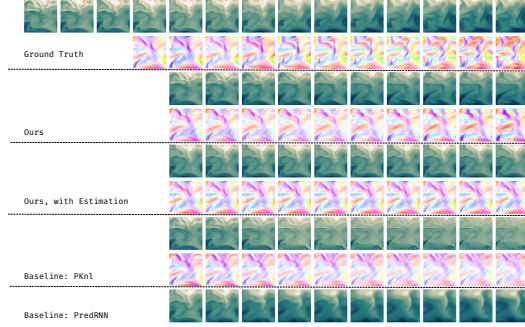 Ground Truth
Ours
Ours, with Estimation
Baseline: PKnl
Baseline: PredRNN